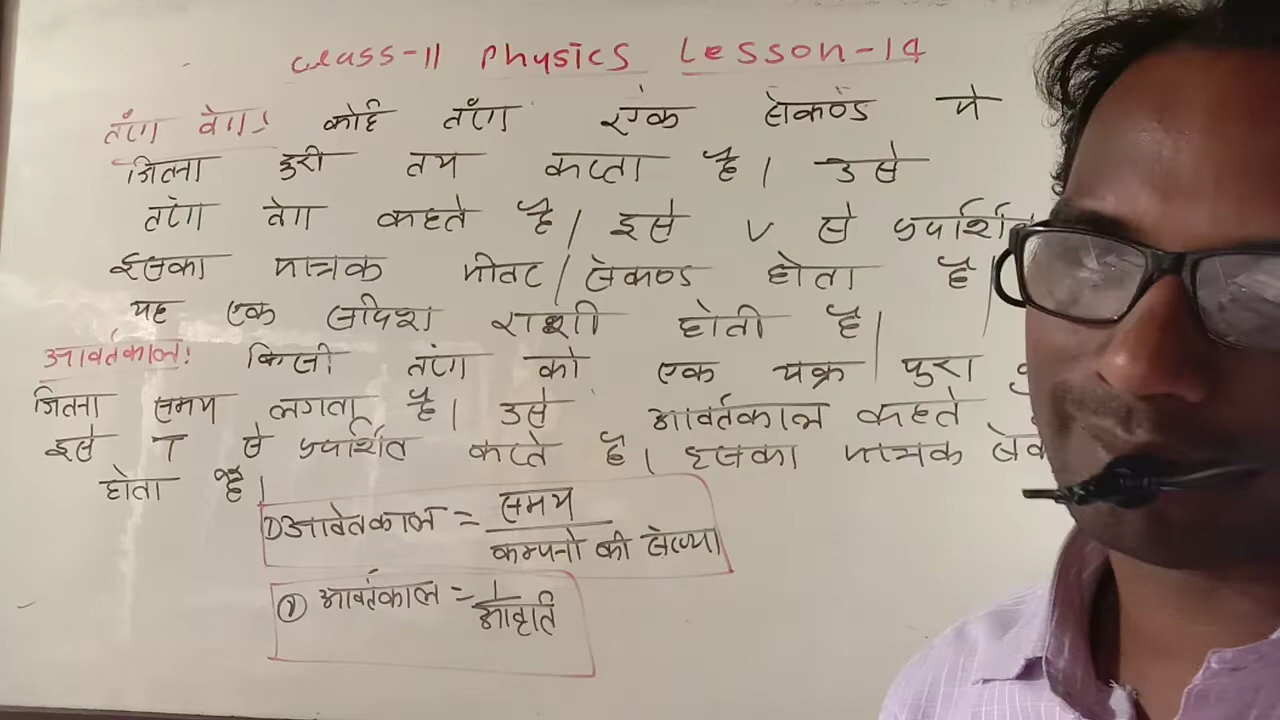 Class-11 Physics Lesson-14
तरंग वेग: कोई तरंग एक सेकण्ड मे
जितना दुरी तय करता है। उसे
तरंग वेग कहते है। इसे V से
इसका मात्रक मीटर/सेकण्ड होता है।
यह एक सदिश राशी होती है।
आवर्तकाल: किसी तरंग को एक चक्र पुरा
जितना समय लगता है। उसे आवर्तकाल कहते
इसे T से प्रदर्शित करते है। इसका मात्रक
होता है।
① आवर्तकाल = समय / कम्पनो की संख्या
② आवर्तकाल = 1 / आवृति